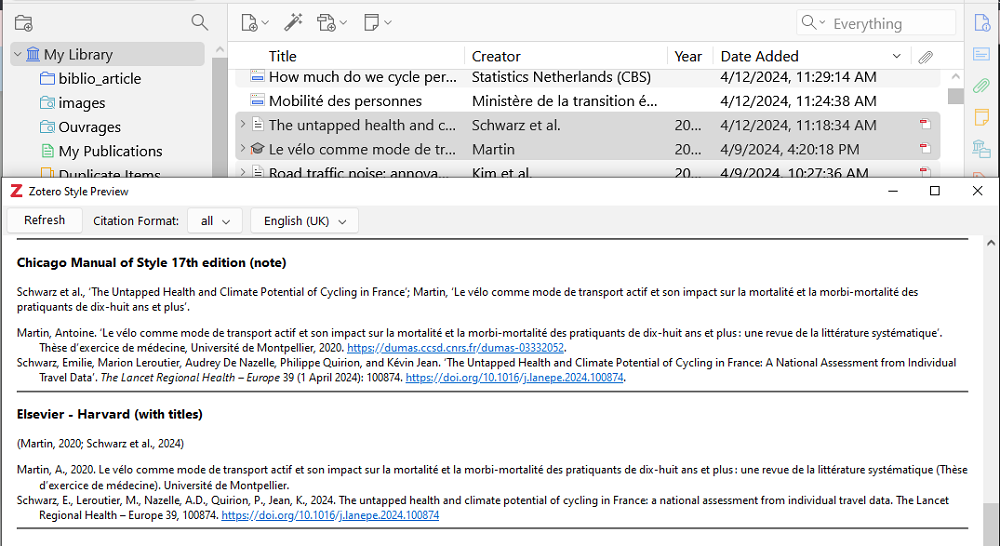 Everything
My Library
Title Creator Year Date Added
biblio_article
How much do we cycle per... Statistics Netherlands (CBS) 4/12/2024, 11:29:14 AM
images
Mobilité des personnes Ministère de la transition é... 4/12/2024, 11:24:38 AM
Ouvrages
The untapped health and c... Schwarz et al. 20... 4/12/2024, 11:18:34 AM
My Publications
Le vélo comme mode de tr... Martin 20... 4/9/2024, 4:20:18 PM
Duplicate Items
Road traffic noise: annova... Kim et al. 20... 4/9/2024, 10:27:36 AM
Z Zotero Style Preview
Refresh Citation Format: all English (UK)
Chicago Manual of Style 17th edition (note)
Schwarz et al., ‘The Untapped Health and Climate Potential of Cycling in France’; Martin, ‘Le vélo comme mode de transport actif et son impact sur la mortalité et la morbi-mortalité des
pratiquants de dix-huit ans et plus’.
Martin, Antoine. ‘Le vélo comme mode de transport actif et son impact sur la mortalité et la morbi-mortalité des pratiquants de dix-huit ans et plus : une revue de la littérature systématique’.
Thèse d’exercice de médecine, Université de Montpellier, 2020. https://dumas.ccsd.cnrs.fr/dumas-03332052.
Schwarz, Emilie, Marion Leroutier, Audrey De Nazelle, Philippe Quirion, and Kévin Jean. ‘The Untapped Health and Climate Potential of Cycling in France: A National Assessment from Individual
Travel Data’. The Lancet Regional Health – Europe 39 (1 April 2024): 100874. https://doi.org/10.1016/j.lanepe.2024.100874.
Elsevier - Harvard (with titles)
(Martin, 2020; Schwarz et al., 2024)
Martin, A., 2020. Le vélo comme mode de transport actif et son impact sur la mortalité et la morbi-mortalité des pratiquants de dix-huit ans et plus : une revue de la littérature systématique (Thèse
d’exercice de médecine). Université de Montpellier.
Schwarz, E., Leroutier, M., Nazelle, A.D., Quirion, P., Jean, K., 2024. The untapped health and climate potential of cycling in France: a national assessment from individual travel data. The Lancet
Regional Health – Europe 39, 100874. https://doi.org/10.1016/j.lanepe.2024.100874